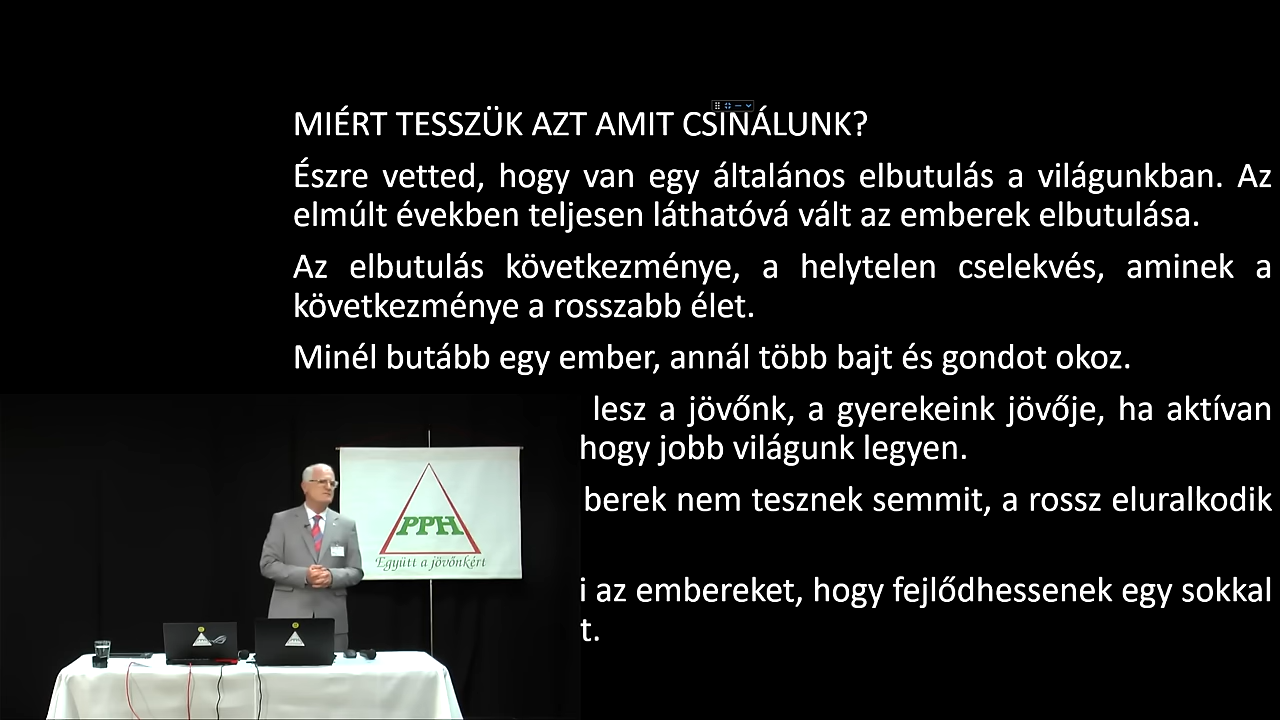 MIÉRT TESSZÜK AZT AMIT CSINÁLUNK?
Észre vetted, hogy van egy általános elbutulás a világunkban. Az
elmúlt években teljesen láthatóvá vált az emberek elbutulása.
Az elbutulás következménye, a helytelen cselekvés, aminek a
következménye a rosszabb élet.
Minél butább egy ember, annál több bajt és gondot okoz.
lesz a jövőnk, a gyerekeink jövője, ha aktívan
hogy jobb világunk legyen.
berek nem tesznek semmit, a rossz eluralkodik
i az embereket, hogy fejlődhessenek egy sokkal
t.
PPH
Együtt a jövőnkért